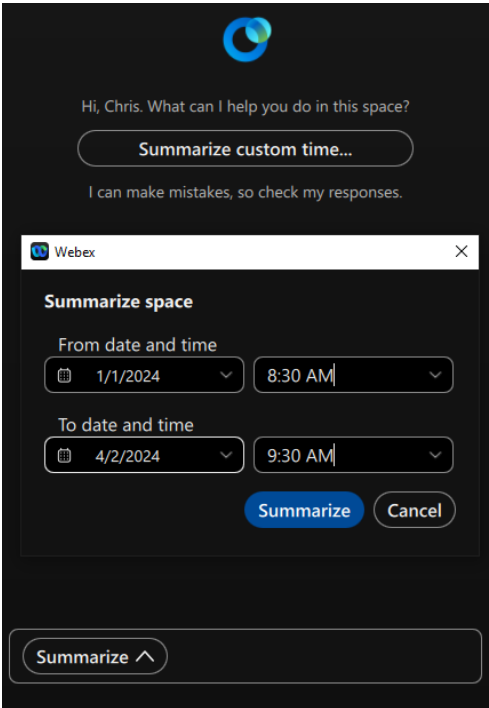 Hi, Chris. What can I help you do in this space?
Summarize custom time...
I can make mistakes, so check my responses.
Webex
Summarize space
From date and time
1/1/2024 8:30 AM
To date and time
4/2/2024 9:30 AM
Summarize Cancel
Summarize